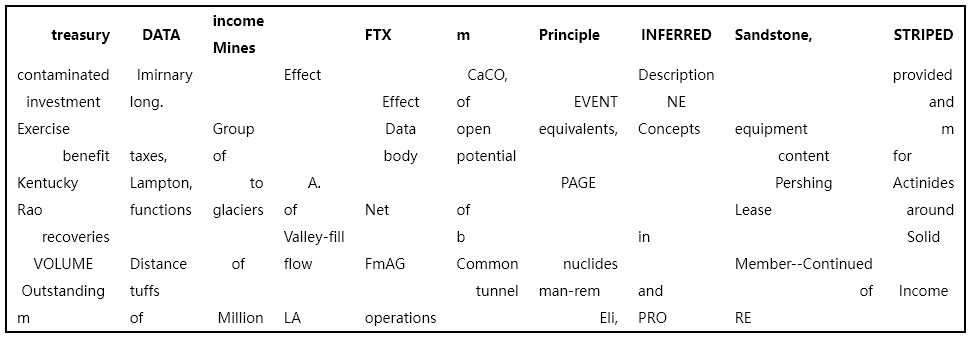 treasury DATA income Mines FTX m Principle INFERRED Sandstone, STRIPED
contaminated Imirnary Effect CaCO, Description provided
investment long. Effect of EVENT NE and
Exercise Group Data open equivalents, Concepts equipment m
benefit taxes, of body potential content for
Kentucky Lampton, to A. PAGE Pershing Actinides
Rao functions glaciers of Net of Lease around
recoveries Valley-fill b in Solid
VOLUME Distance of flow FmAG Common nuclides Member--Continued
Outstanding tuffs tunnel man-rem and of Income
m of Million LA operations Eli, PRO RE